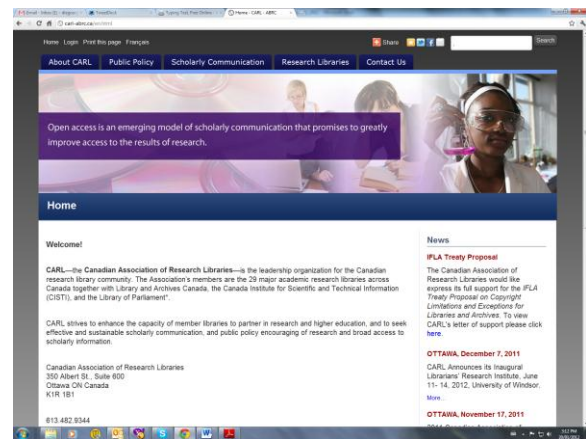 carl-abrc.ca/en.html
Home Login Print this page Français
Share
Search
About CARL Public Policy Scholarly Communication Research Libraries Contact Us
Open access is an emerging model of scholarly communication that promises to greatly
improve access to the results of research.
Home
Welcome!
CARL—the Canadian Association of Research Libraries—is the leadership organization for the Canadian
research library community. The Association's members are the 29 major academic research libraries across
Canada together with Library and Archives Canada, the Canada Institute for Scientific and Technical Information
(CISTI), and the Library of Parliament*.
CARL strives to enhance the capacity of member libraries to partner in research and higher education, and to seek
effective and sustainable scholarly communication, and public policy encouraging of research and broad access to
scholarly information.
Canadian Association of Research Libraries
350 Albert St., Suite 600
Ottawa ON Canada
K1R 1B1
613.482.9344
News
IFLA Treaty Proposal
The Canadian Association of
Research Libraries would like
express its full support for the IFLA
Treaty Proposal on Copyright
Limitations and Exceptions for
Libraries and Archives. To view
CARL's letter of support please click
here.
OTTAWA, December 7, 2011
CARL Announces its Inaugural
Librarians' Research Institute, June
11- 14, 2012, University of Windsor.
More...
OTTAWA, November 17, 2011